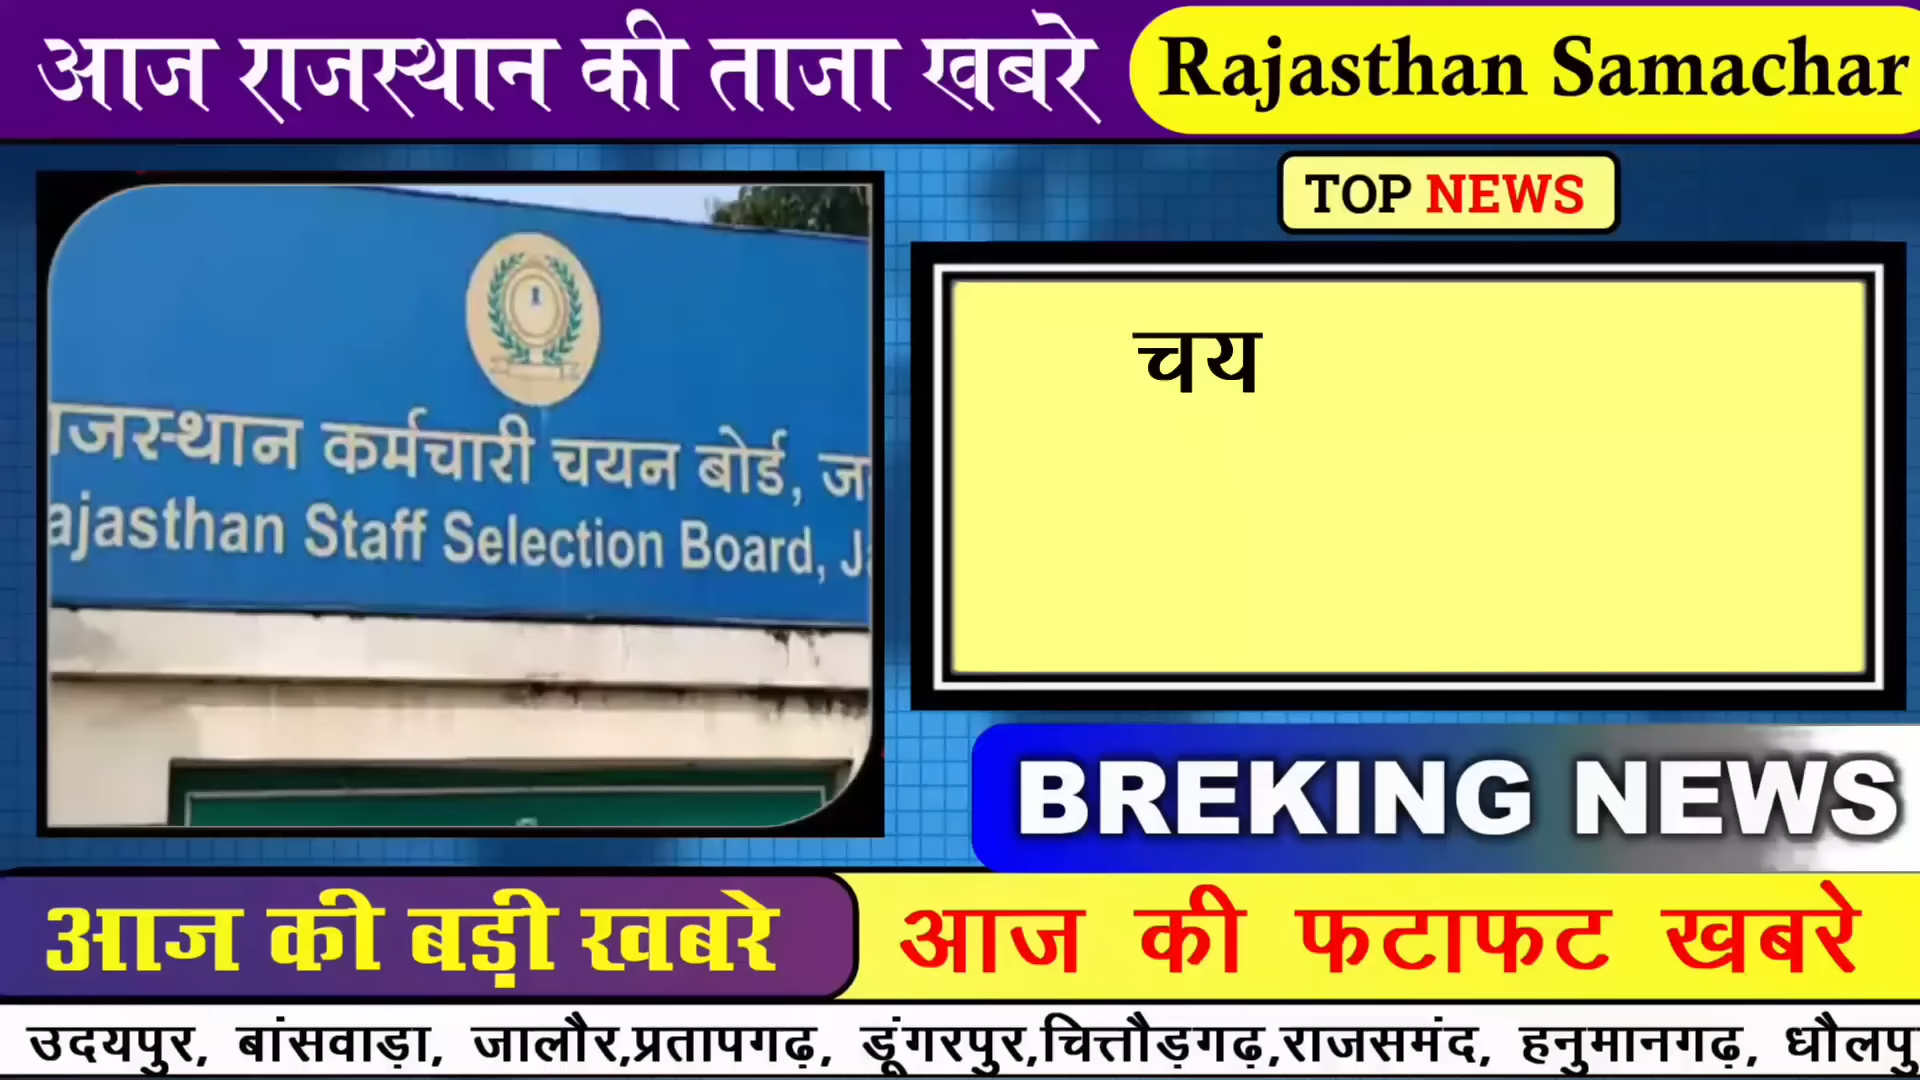 आज राजस्थान की ताजा खबरे
Rajasthan Samachar
TOP NEWS
चय
ाजस्थान कर्मचारी चयन बोर्ड, ज
ajasthan Staff Selection Board, Ja
BREKING NEWS
आज की बड़ी खबरे
आज की फटाफट खबरे
उदयपुर, बांसवाड़ा, जालौर,प्रतापगढ़, डूंगरपुर,चित्तौड़गढ़,राजसमंद, हनुमानगढ़, धौलपु